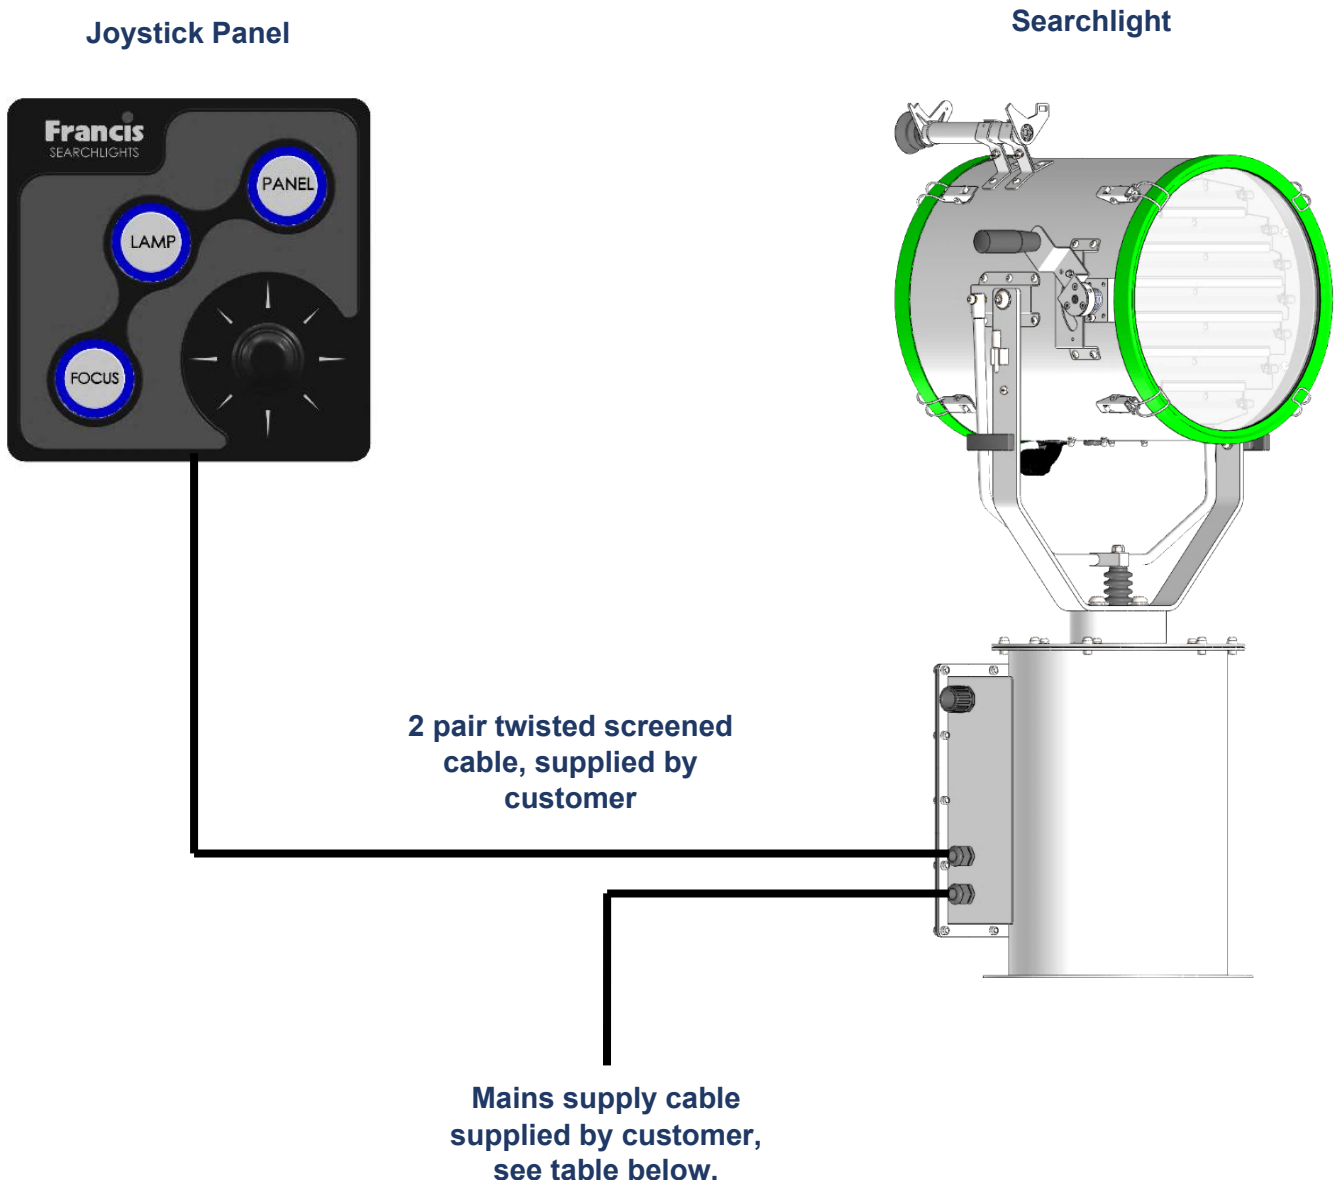 Joystick Panel
Searchlight
Francis
SEARCHLIGHTS
PANEL
LAMP
FOCUS
2 pair twisted screened
cable, supplied by
customer
Mains supply cable
supplied by customer,
see table below.